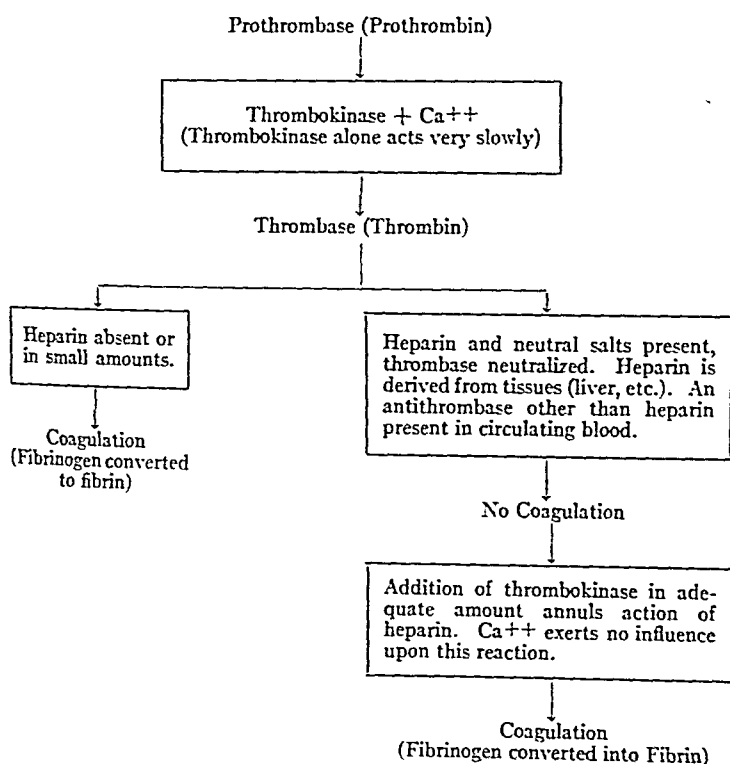 Prothrombase (Prothrombin)
Thrombokinase + Ca++
(Thrombokinase alone acts very slowly)
Thrombase (Thrombin)
Heparin absent or
in small amounts.
Coagulation
(Fibrinogen converted
to fibrin)
Heparin and neutral salts present,
thrombase neutralized. Heparin is
derived from tissues (liver, etc.). An
antithrombase other than heparin
present in circulating blood.
No Coagulation
Addition of thrombokinase in ade-
quate amount annuls action of
heparin. Ca++ exerts no influence
upon this reaction.
Coagulation
(Fibrinogen converted into Fibrin)